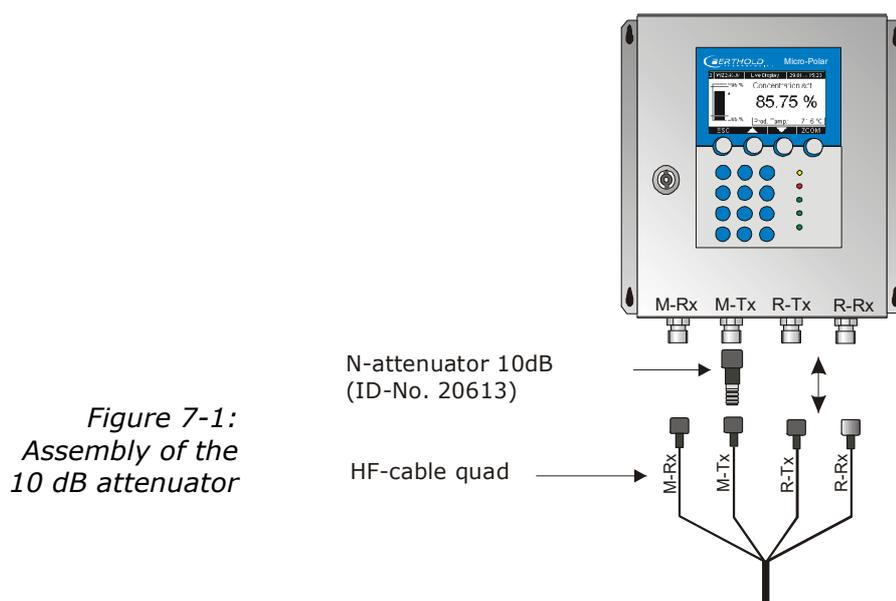 BERTHOLD Micro-Polar
Live Display
Concentration act.
85.75 %
Prod. Temp.:
ESC ZOOM
M-Rx M-Tx R-Tx R-Rx
N-attenuator 10dB
(ID-No. 20613)
Figure 7-1:
Assembly of the
10 dB attenuator
HF-cable quad
M-Rx
M-Tx
R-Tx
R-Rx